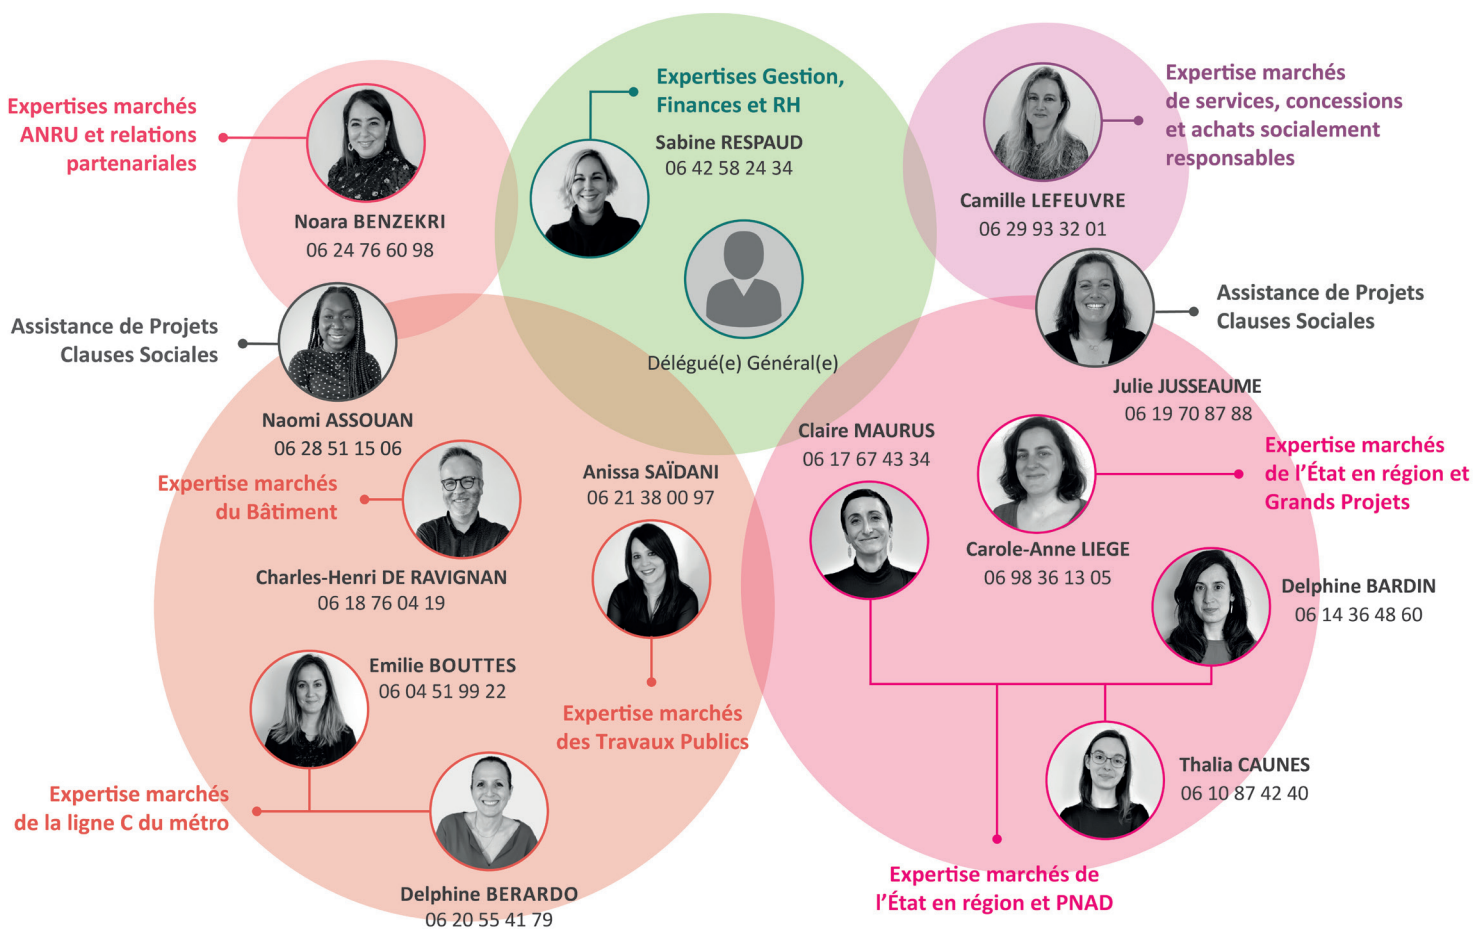 Expertises marchés
ANRU et relations
partenariales
Noara BENZEKRI
06 24 76 60 98
Expertises Gestion,
Finances et RH
Sabine RESPAUD
06 42 58 24 34
Délégué(e) Général(e)
Expertise marchés
de services, concessions
et achats socialement
responsables
Camille LEFEUVRE
06 29 93 32 01
Assistance de Projets
Clauses Sociales
Naomi ASSOUAN
06 28 51 15 06
Assistance de Projets
Clauses Sociales
Julie JUSSEAUME
06 19 70 87 88
Expertise marchés
du Bâtiment
Charles-Henri DE RAVIGNAN
06 18 76 04 19
Anissa SAÏDANI
06 21 38 00 97
Expertise marchés
des Travaux Publics
Emilie BOUTTES
06 04 51 99 22
Expertise marchés
de la ligne C du métro
Delphine BERARDO
06 20 55 41 79
Claire MAURUS
06 17 67 43 34
Expertise marchés
de l’État en région et
Grands Projets
Carole-Anne LIEGE
06 98 36 13 05
Delphine BARDIN
06 14 36 48 60
Thalia CAUNES
06 10 87 42 40
Expertise marchés de
l’État en région et PNAD